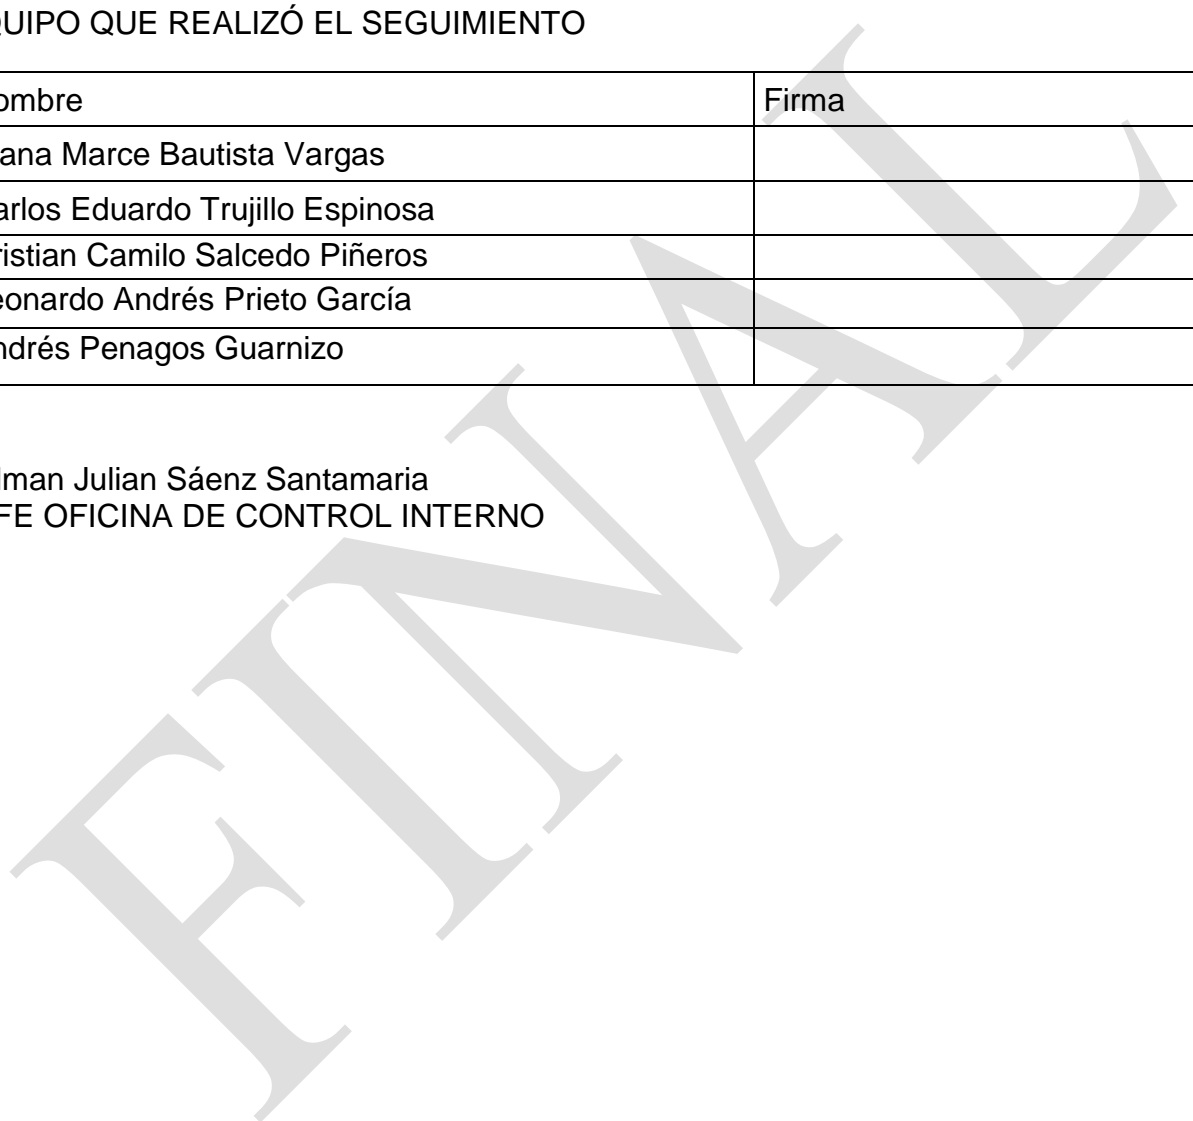 QUIPO QUE REALIZÓ EL SEGUIMIENTO
ombre Firma
ana Marce Bautista Vargas
arlos Eduardo Trujillo Espinosa
ristian Camilo Salcedo Piñeros
eonardo Andrés Prieto García
ndrés Penagos Guarnizo
lman Julian Sáenz Santamaria
FE OFICINA DE CONTROL INTERNO
FINAL